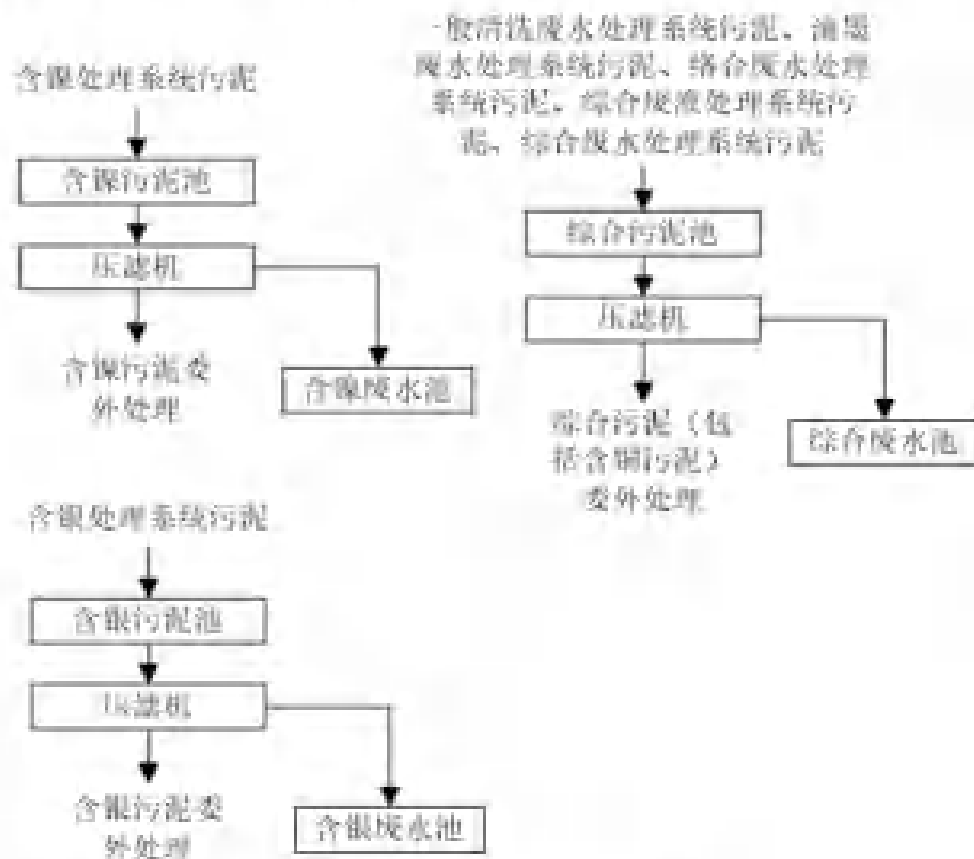 含镍处理系统污泥
含镍污泥池
压滤机
含镍污泥委
外处理
含镍废水池
一般清洗废水处理系统污泥、油墨
废水处理系统污泥、络合废水处理
系统污泥、综合废液处理系统污
泥、综合废水处理系统污泥
综合污泥池
压滤机
综合污泥（包
括含铜污泥）
委外处理
综合废水池
含银处理系统污泥
含银污泥池
压滤机
含银污泥委
外处理
含银废水池